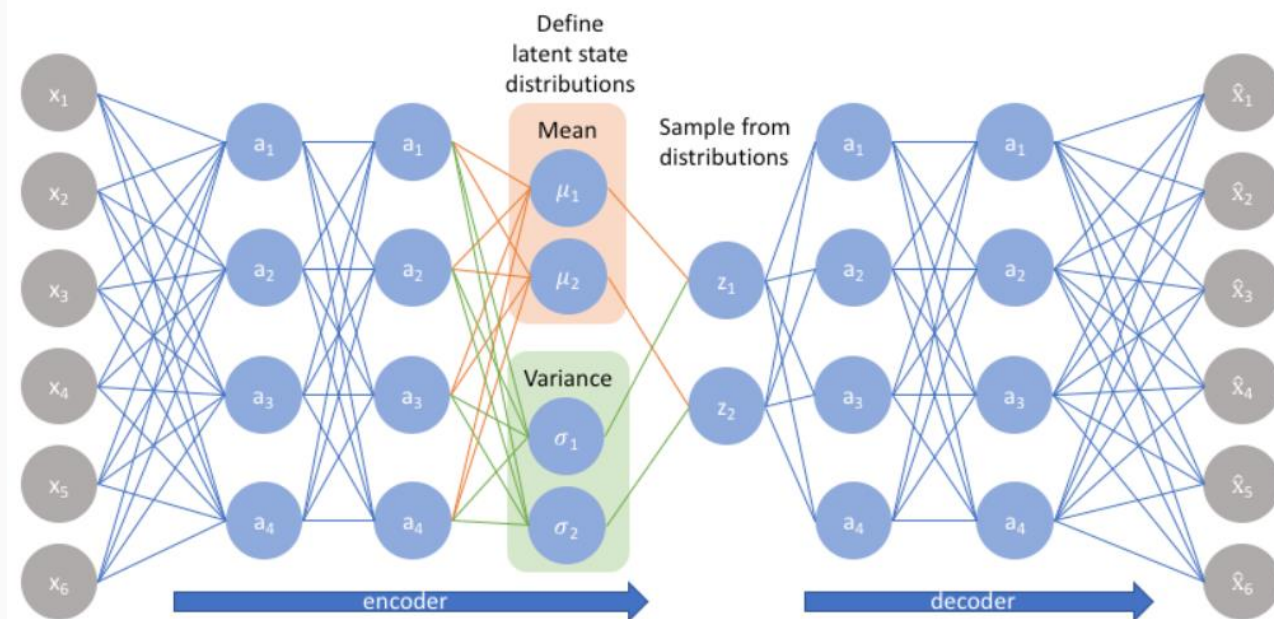 Define
latent state
distributions
Mean
Sample from
distributions
Variance
x₁
x₂
x₃
x₄
x₅
x₆
a₁
a₂
a₃
a₄
a₁
a₂
a₃
a₄
μ₁
μ₂
σ₁
σ₂
z₁
z₂
a₁
a₂
a₃
a₄
a₁
a₂
a₃
a₄
x̂₁
x̂₂
x̂₃
x̂₄
x̂₅
x̂₆
encoder
decoder